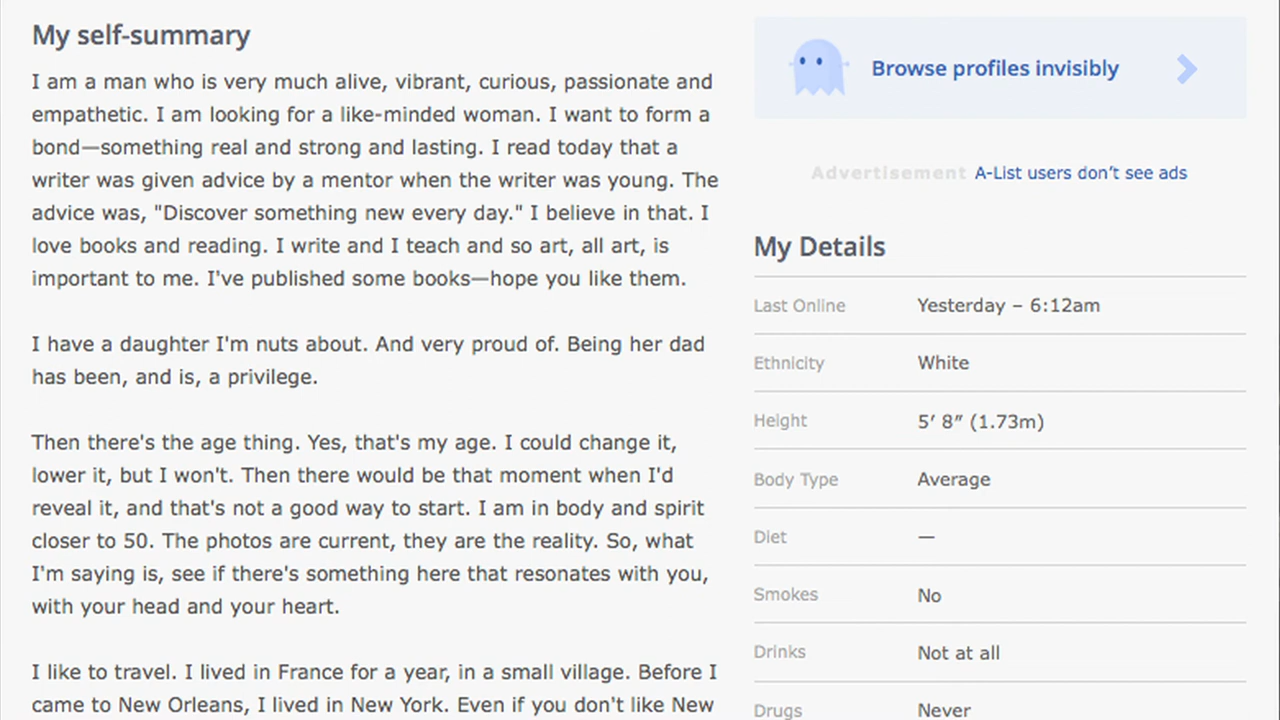 My self-summary
I am a man who is very much alive, vibrant, curious, passionate and
empathetic. I am looking for a like-minded woman. I want to form a
bond—something real and strong and lasting. I read today that a
writer was given advice by a mentor when the writer was young. The
advice was, "Discover something new every day." I believe in that. I
love books and reading. I write and I teach and so art, all art, is
important to me. I've published some books—hope you like them.
I have a daughter I'm nuts about. And very proud of. Being her dad
has been, and is, a privilege.
Then there's the age thing. Yes, that's my age. I could change it,
lower it, but I won't. Then there would be that moment when I'd
reveal it, and that's not a good way to start. I am in body and spirit
closer to 50. The photos are current, they are the reality. So, what
I'm saying is, see if there's something here that resonates with you,
with your head and your heart.
I like to travel. I lived in France for a year, in a small village. Before I
came to New Orleans, I lived in New York. Even if you don't like New
Browse profiles invisibly
Advertisement A-List users don't see ads
My Details
Last Online Yesterday – 6:12am
Ethnicity White
Height 5′ 8″ (1.73m)
Body Type Average
Diet —
Smokes No
Drinks Not at all
Drugs Never